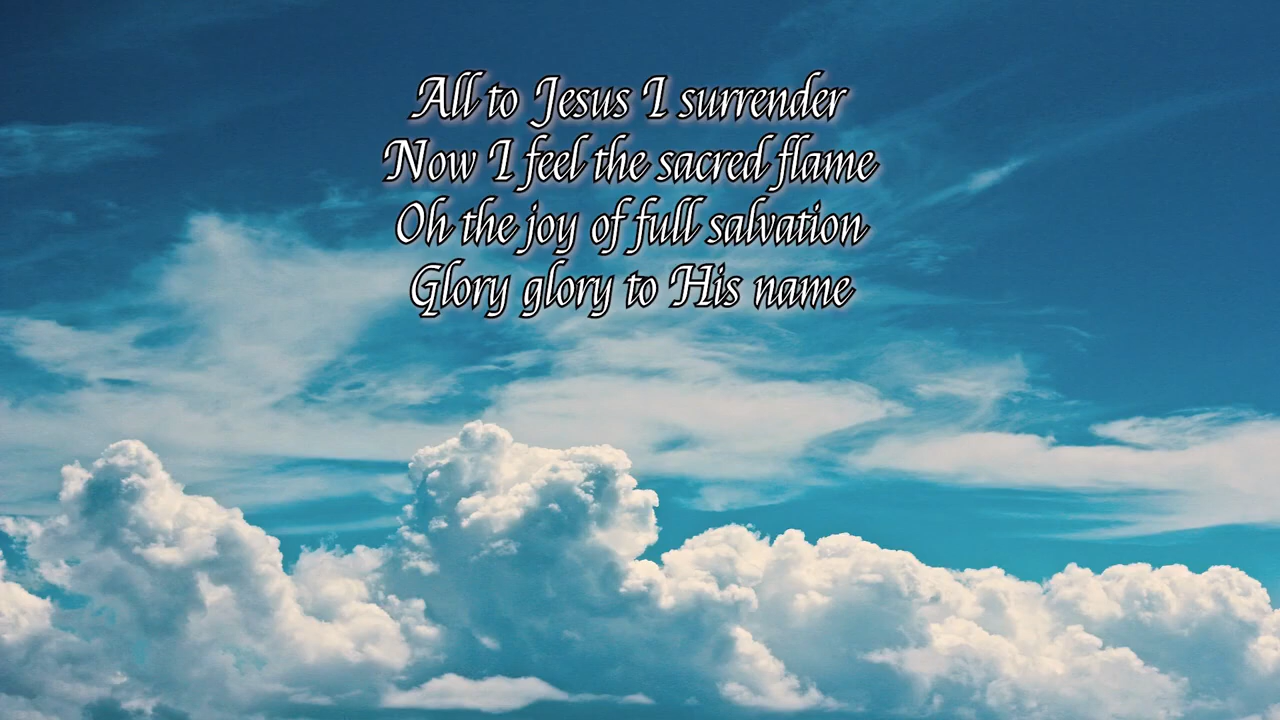 All to Jesus I surrender
Now I feel the sacred flame
Oh the joy of full salvation
Glory glory to His name